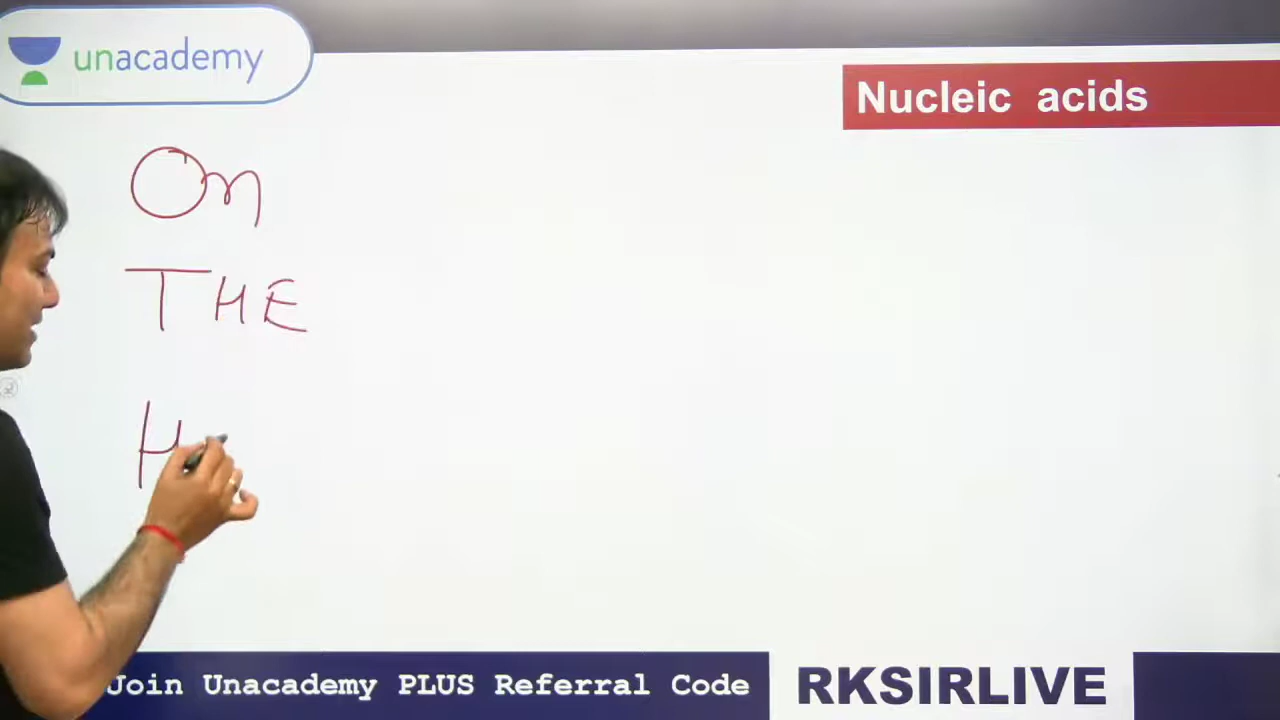 unacademy
Nucleic acids
On
THE
H
Join Unacademy PLUS Referral Code
RKSIRLIVE